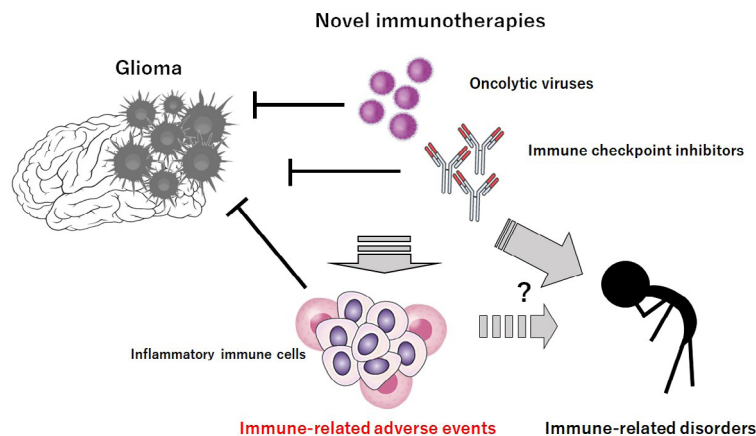 Novel immunotherapies
Glioma
Oncolytic viruses
Immune checkpoint inhibitors
?
Inflammatory immune cells
Immune-related adverse events
Immune-related disorders